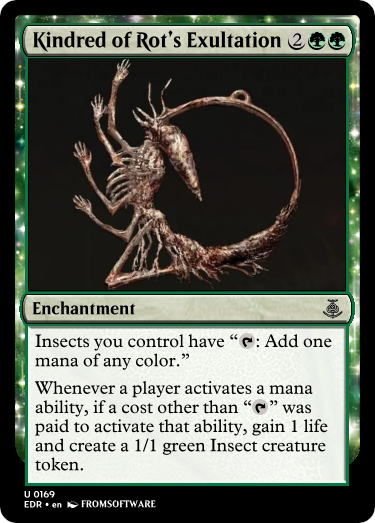 Kindred of Rot's Exultation 2
Enchantment
Insects you control have “: Add one
mana of any color.”
Whenever a player activates a mana
ability, if a cost other than “” was
paid to activate that ability, gain 1 life
and create a 1/1 green Insect creature
token.
U 0169
EDR • en FROMSOFTWARE